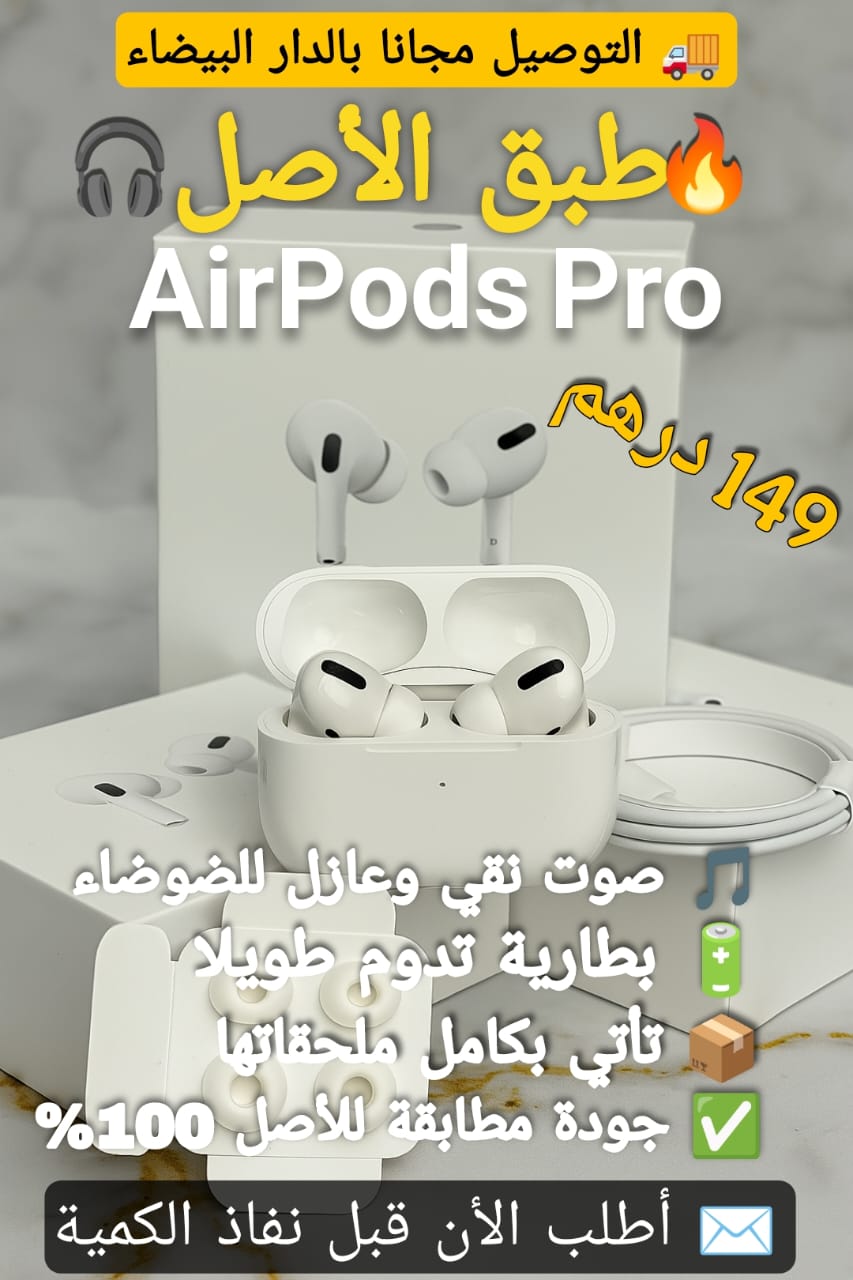 التوصيل مجانا بالدار البيضاء
طبق الأصل
AirPods Pro
149 درهم
صوت نقي وعازل للضوضاء
بطارية تدوم طويلا
تأتي بكامل ملحقاتها
جودة مطابقة للأصل 100%
أطلب الأن قبل نفاذ الكمية